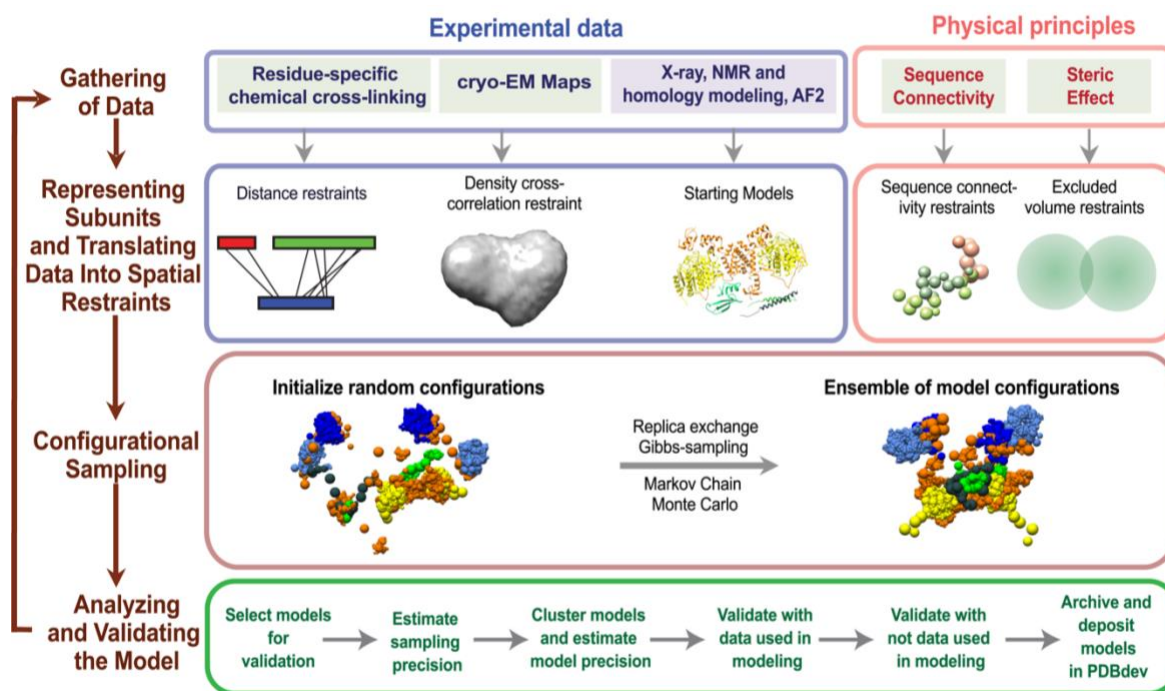 Experimental data
Physical principles
Gathering
of Data
Residue-specific
chemical cross-linking
cryo-EM Maps
X-ray, NMR and
homology modeling, AF2
Sequence
Connectivity
Steric
Effect
Representing
Subunits
and Translating
Data Into Spatial
Restraints
Distance restraints
Density cross-
correlation restraint
Starting Models
Sequence connect-
ivity restraints
Excluded
volume restraints
Configurational
Sampling
Initialize random configurations
Replica exchange
Gibbs-sampling
Markov Chain
Monte Carlo
Ensemble of model configurations
Analyzing
and Validating
the Model
Select models
for
validation
Estimate
sampling
precision
Cluster models
and estimate
model precision
Validate with
data used in
modeling
Validate with
not data used
in modeling
Archive and
deposit
models
in PDBdev